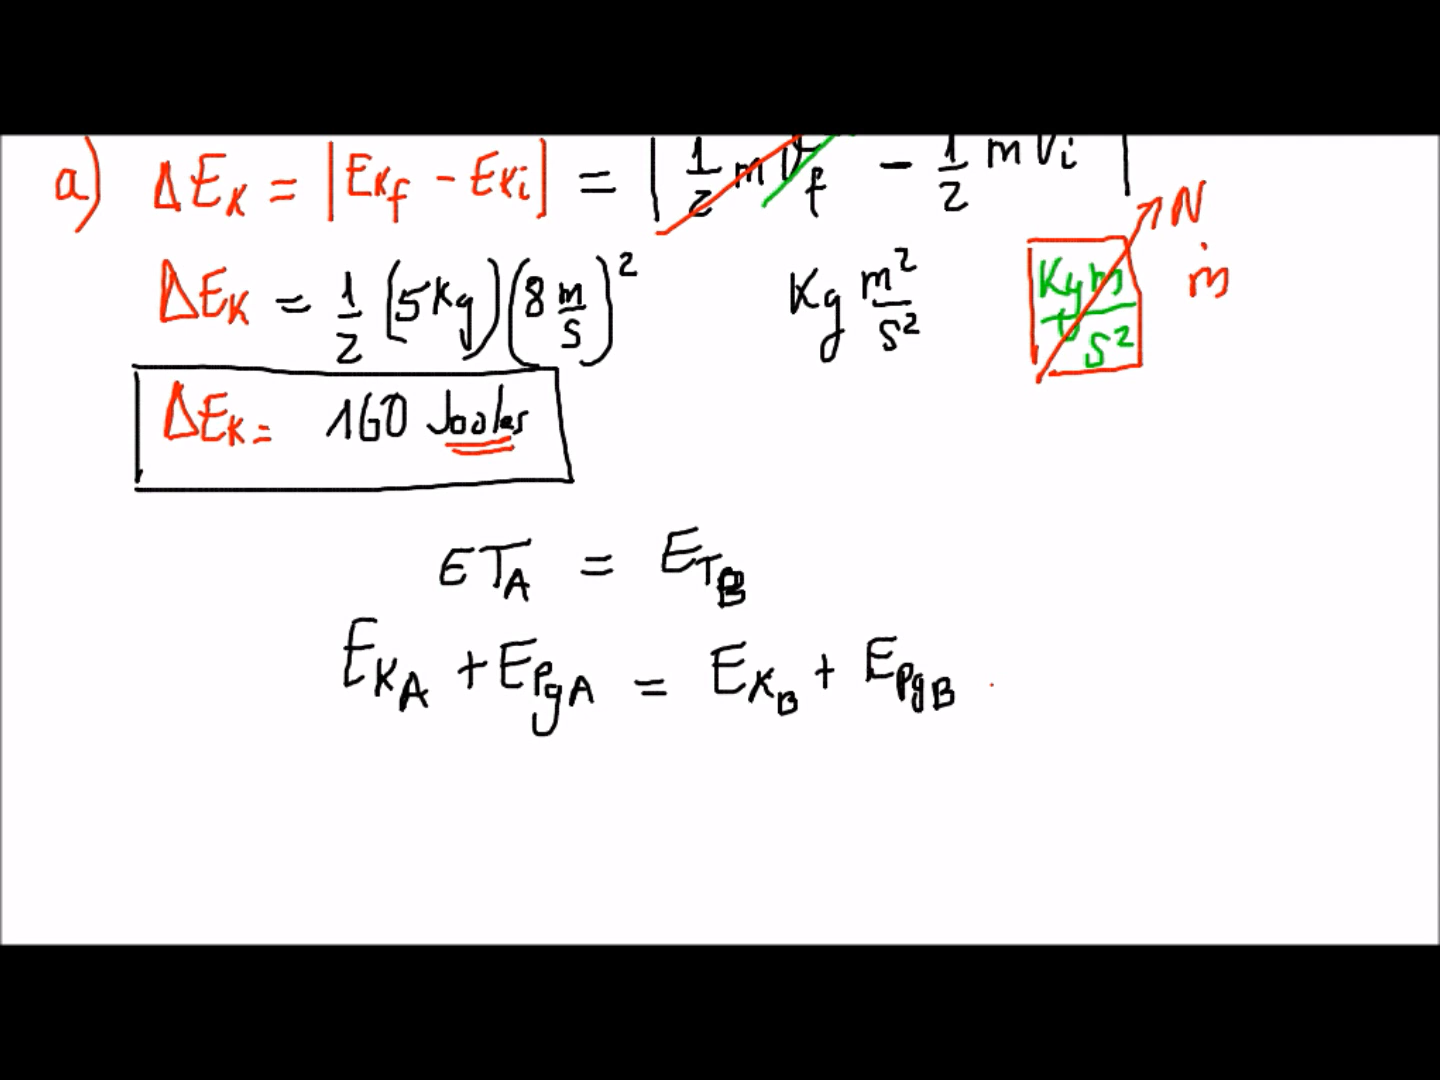 a) ΔEK = |EKf - EKi| = | 1/2 m Vf - 1/2 m Vi |
N
ΔEK = 1/2 (5Kg)(8 m/s)²
Kg m²/s²
Kg m/s²
m
ΔEK = 160 Jooles
ETA = ETB
EKA + EPgA = EKB + EPgB